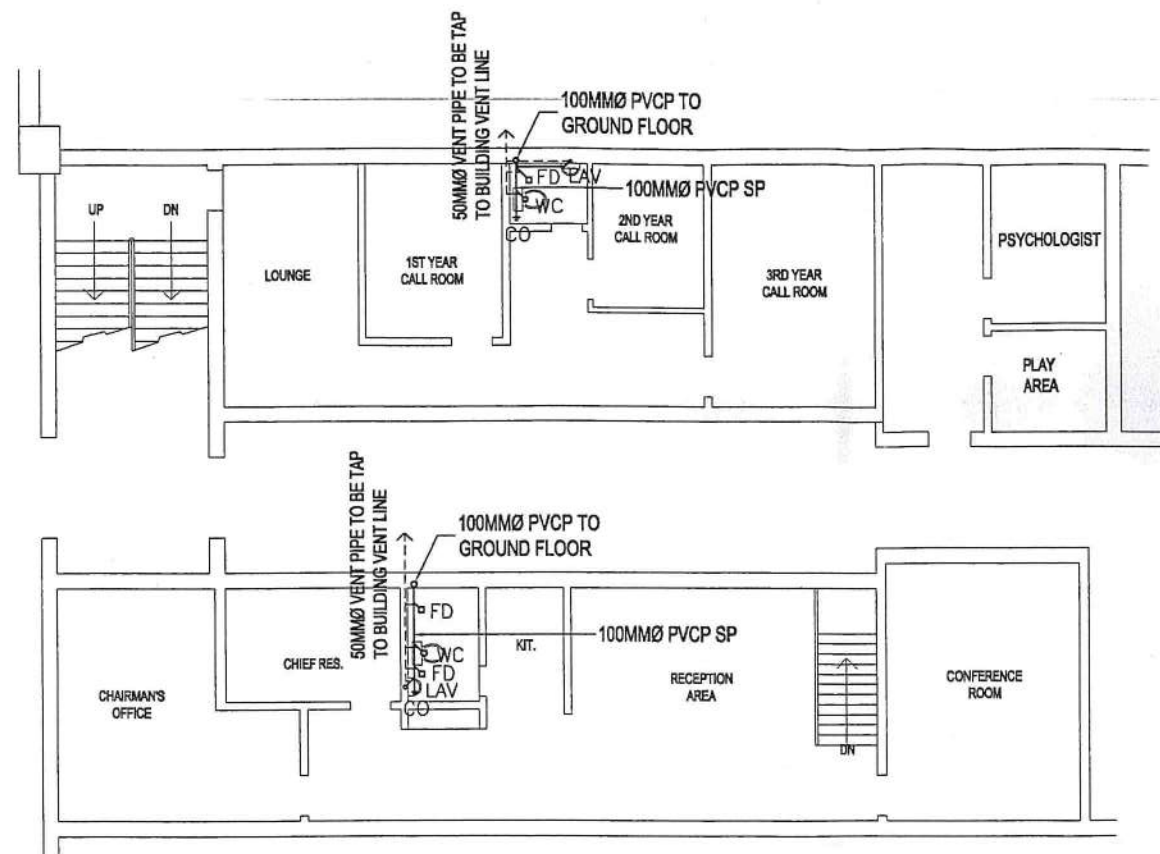 50MMØ VENT PIPE TO BE TAP
TO BUILDING VENT LINE
100MMØ PVCP TO
GROUND FLOOR
FD LAV
100MMØ PVCP SP
WC
CO
UP
DN
LOUNGE
1ST YEAR
CALL ROOM
2ND YEAR
CALL ROOM
3RD YEAR
CALL ROOM
PSYCHOLOGIST
PLAY
AREA
50MMØ VENT PIPE TO BE TAP
TO BUILDING VENT LINE
100MMØ PVCP TO
GROUND FLOOR
FD
100MMØ PVCP SP
WC
FD
LAV
CO
KIT.
CHIEF RES.
CHAIRMAN'S
OFFICE
RECEPTION
AREA
CONFERENCE
ROOM
DN